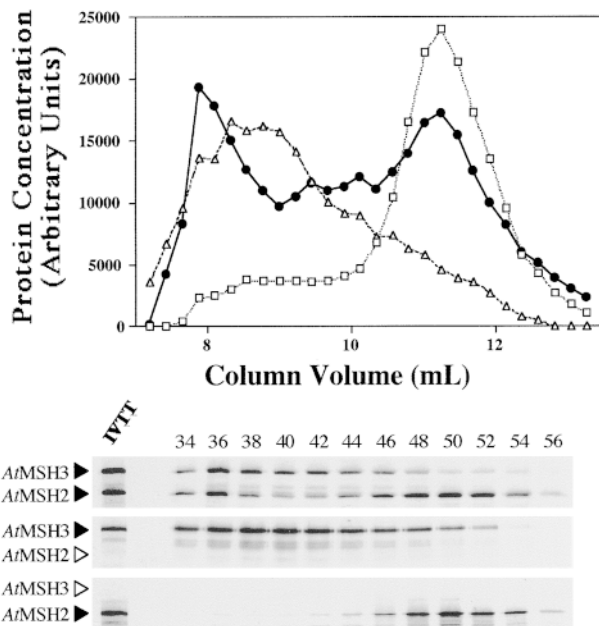 Protein Concentration
(Arbitrary Units)
25000
20000
15000
10000
5000
0
8 10 12
Column Volume (mL)
IVTT 34 36 38 40 42 44 46 48 50 52 54 56
AtMSH3
AtMSH2
AtMSH3
AtMSH2
AtMSH3
AtMSH2